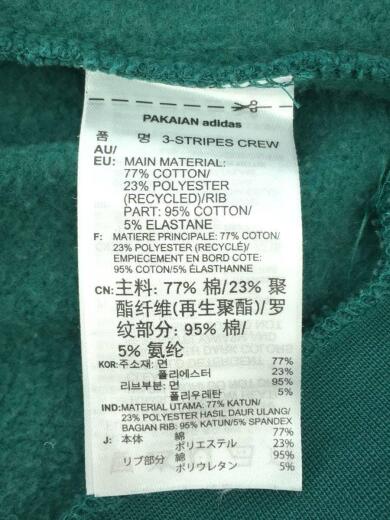 PAKAIAN adidas
품 명 3-STRIPES CREW
AU/
EU: MAIN MATERIAL:
77% COTTON/
23% POLYESTER
(RECYCLED)/RIB
PART: 95% COTTON/
5% ELASTANE
F: MATIERE PRINCIPALE: 77% COTON/
23% POLYESTER (RECYCLÉ)/
EMPIECEMENT EN BORD COTE:
95% COTON/5% ÉLASTHANNE
CN: 主料: 77% 棉/23% 聚
酯纤维(再生聚酯)/罗
纹部分: 95% 棉/
5% 氨纶
KOR: 주소재: 면 77%
폴리에스터 23%
리브부분: 면 95%
폴리우레탄 5%
IND: MATERIAL UTAMA: 77% KATUN/
23% POLYESTER HASIL DAUR ULANG/
BAGIAN RIB: 95% KATUN/5% SPANDEX
J: 本体 綿 77%
ポリエステル 23%
リブ部分 綿 95%
ポリウレタン 5%